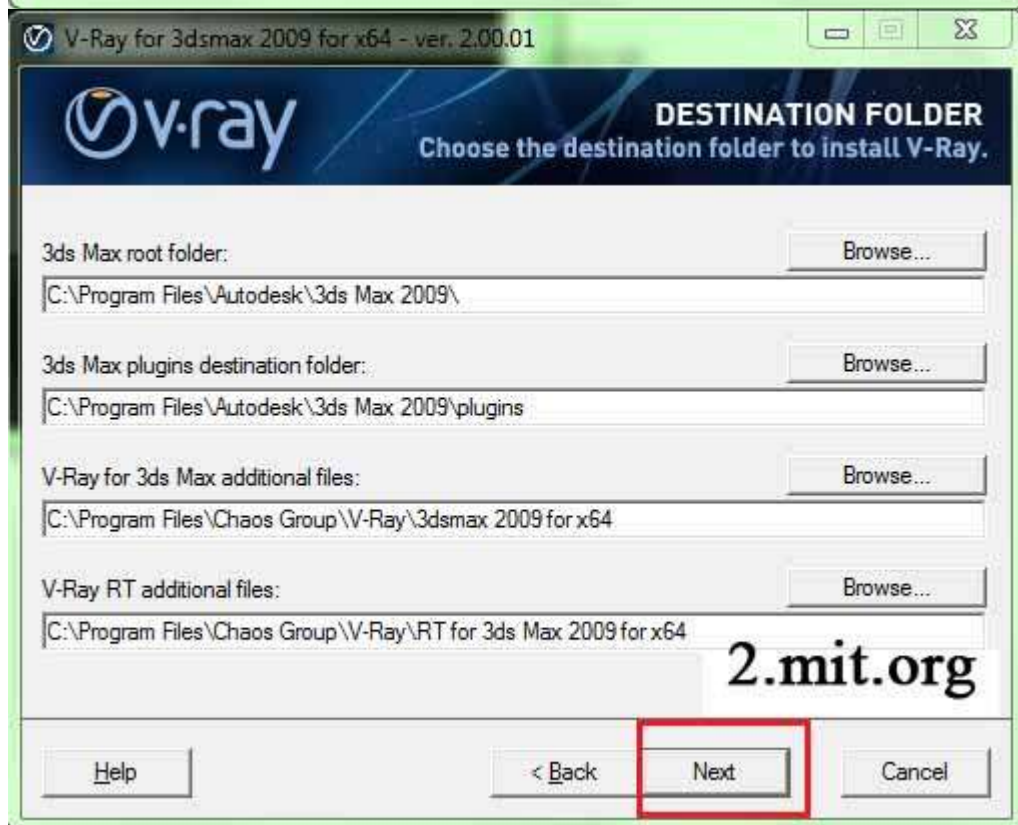 V-Ray for 3dsmax 2009 for x64 - ver. 2.00.01
v·ray
DESTINATION FOLDER
Choose the destination folder to install V-Ray.
3ds Max root folder:
Browse...
C:\Program Files\Autodesk\3ds Max 2009\
3ds Max plugins destination folder:
Browse...
C:\Program Files\Autodesk\3ds Max 2009\plugins
V-Ray for 3ds Max additional files:
Browse...
C:\Program Files\Chaos Group\V-Ray\3dsmax 2009 for x64
V-Ray RT additional files:
Browse...
C:\Program Files\Chaos Group\V-Ray\RT for 3ds Max 2009 for x64
2.mit.org
Help
< Back
Next
Cancel